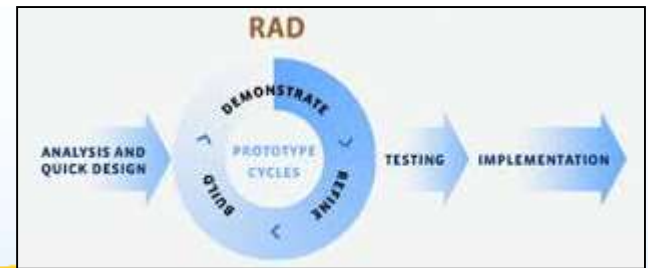 RAD
ANALYSIS AND
QUICK DESIGN
DEMONSTRATE
PROTOTYPE
CYCLES
BUILD
REFINE
TESTING
IMPLEMENTATION